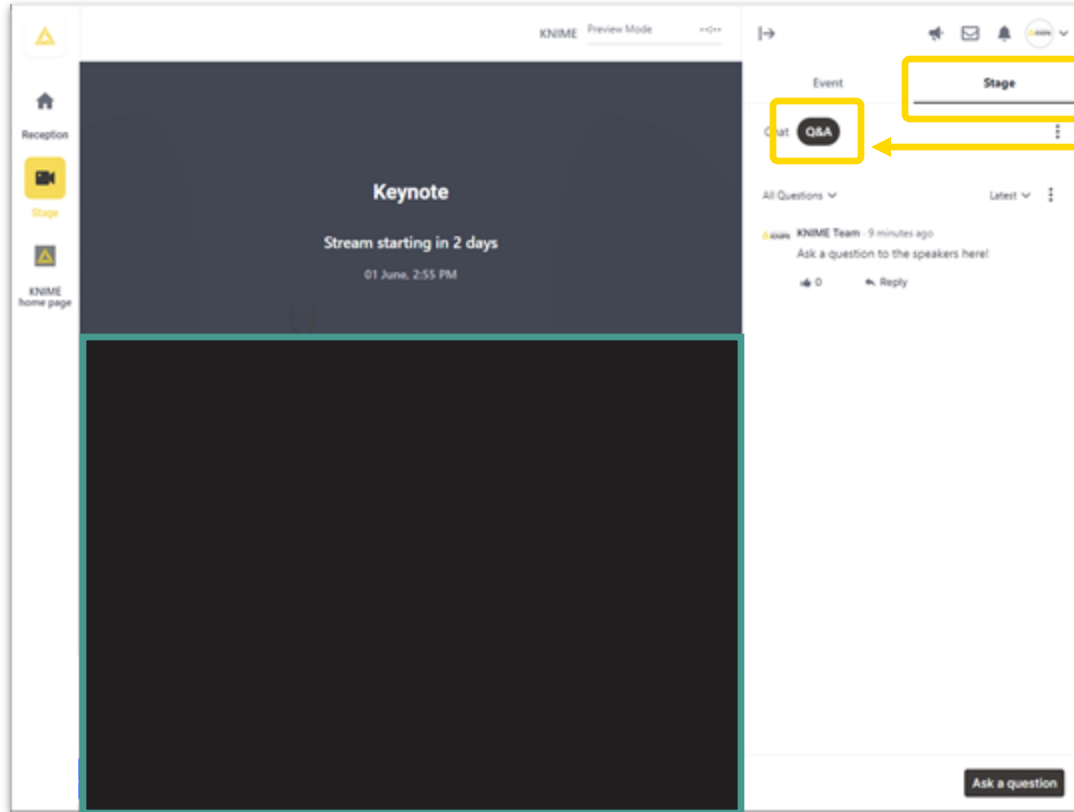 KNIME Preview Mode --:--
Event Stage
Chat Q&A
Reception
Stage
KNIME
home page
Keynote
Stream starting in 2 days
01 June, 2:55 PM
All Questions Latest
KNIME Team · 9 minutes ago
Ask a question to the speakers here!
0 Reply
Ask a question